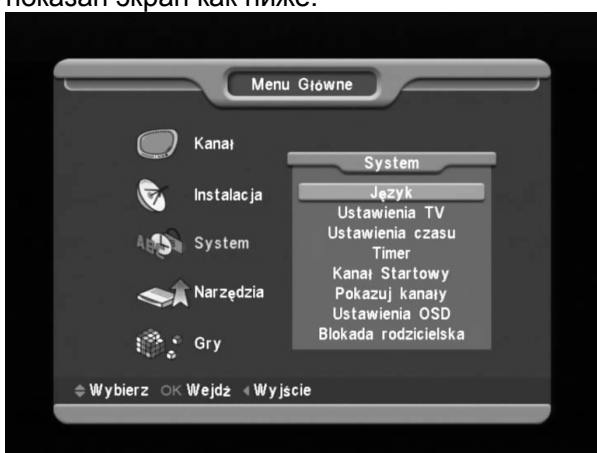 показан экран как ниже:
Menu Główne
Kanał
Instalacja
System
Narzędzia
Gry
System
Język
Ustawienia TV
Ustawienia czasu
Timer
Kanał Startowy
Pokazuj kanały
Ustawienia OSD
Blokada rodzicielska
Wybierz OK Wejdź Wyjście